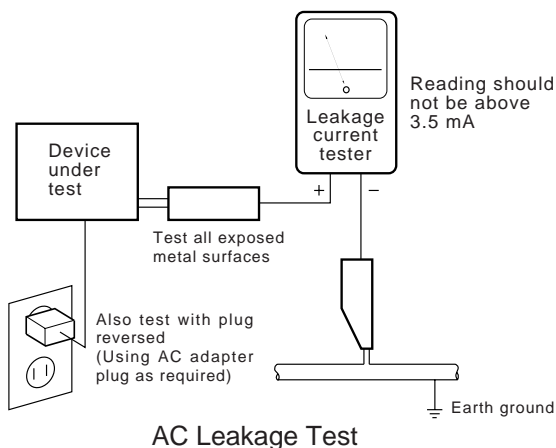 Leakage
current
tester
Reading should
not be above
3.5 mA
Device
under
test
+ −
Test all exposed
metal surfaces
Also test with plug
reversed
(Using AC adapter
plug as required)
Earth ground
AC Leakage Test